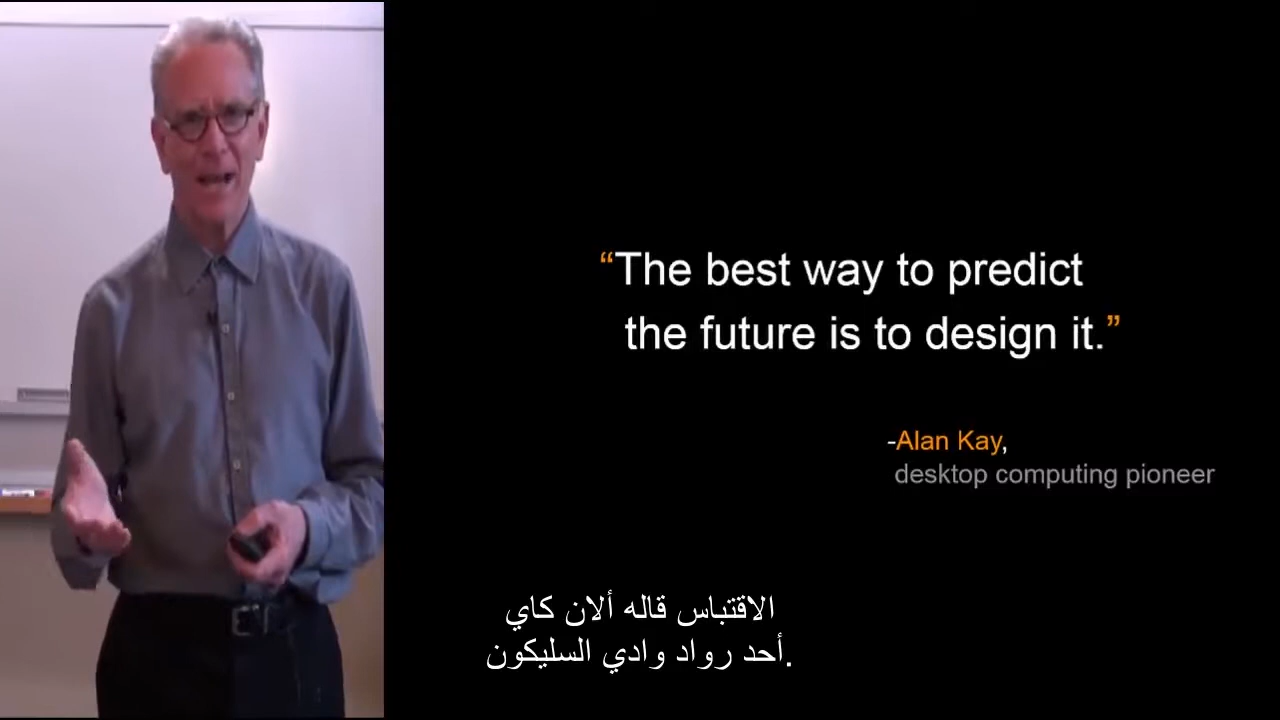 “The best way to predict
the future is to design it.”
-Alan Kay,
desktop computing pioneer
الاقتباس قاله ألان كاي
أحد رواد وادي السليكون.